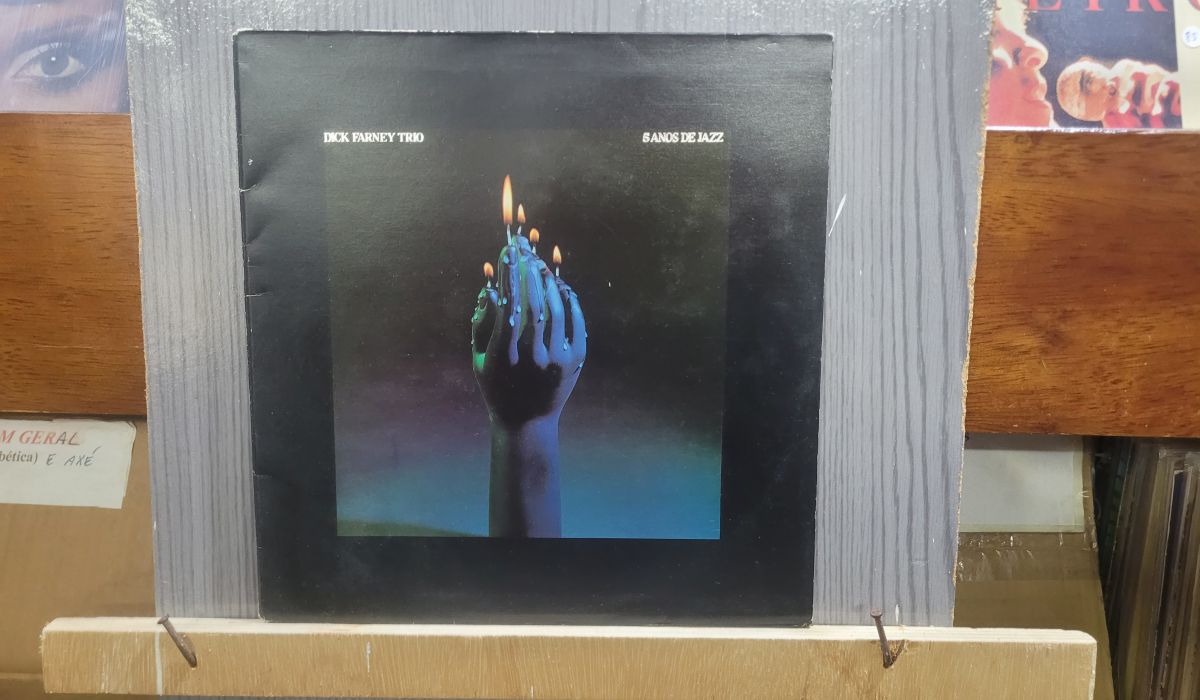 DICK FARNEY TRIO
5 ANOS DE JAZZ
M GERAL
bética) E AXÉ